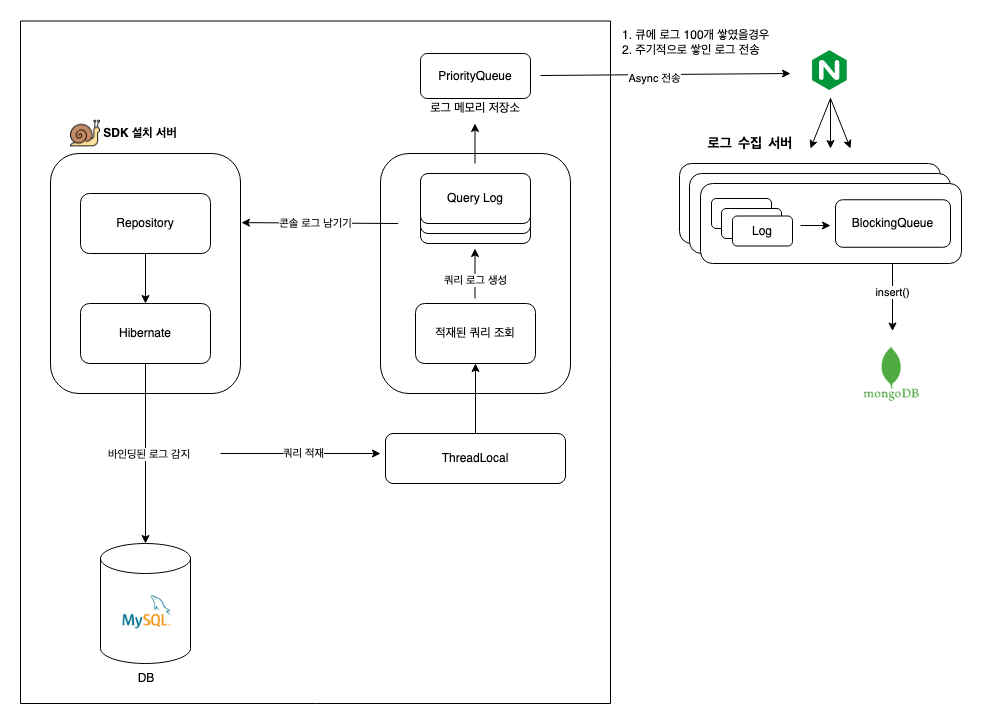 1. 큐에 로그 100개 쌓였을경우
2. 주기적으로 쌓인 로그 전송
PriorityQueue
Async 전송
로그 메모리 저장소
SDK 설치 서버
로그 수집 서버
Repository
콘솔 로그 남기기
Query Log
Log
BlockingQueue
쿼리 로그 생성
insert()
Hibernate
적재된 쿼리 조회
mongoDB
바인딩된 로그 감지
쿼리 적재
ThreadLocal
MySQL
DB